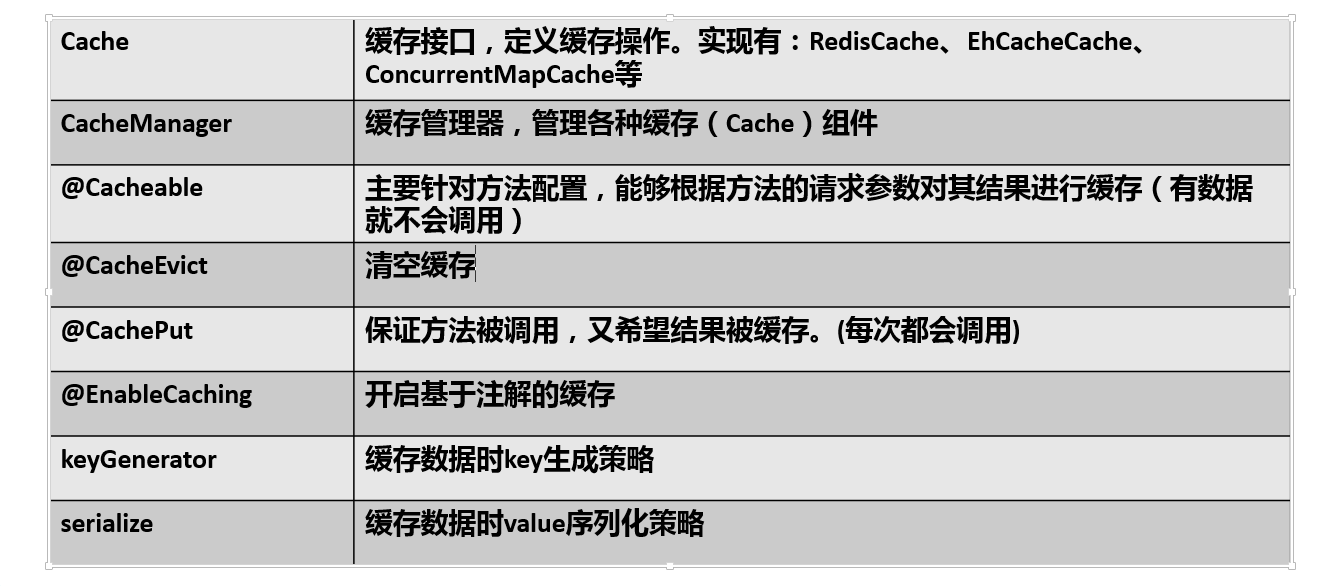 Cache
缓存接口，定义缓存操作。实现有：RedisCache、EhCacheCache、
ConcurrentMapCache等
CacheManager
缓存管理器，管理各种缓存（Cache）组件
@Cacheable
主要针对方法配置，能够根据方法的请求参数对其结果进行缓存（有数据
就不会调用）
@CacheEvict
清空缓存
@CachePut
保证方法被调用，又希望结果被缓存。(每次都会调用)
@EnableCaching
开启基于注解的缓存
keyGenerator
缓存数据时key生成策略
serialize
缓存数据时value序列化策略